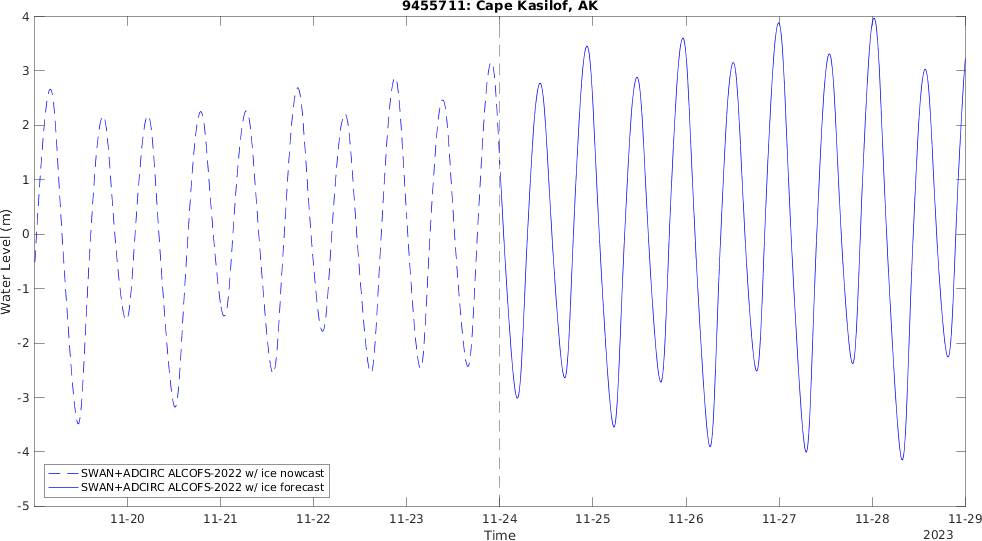 9455711: Cape Kasilof, AK
4
3
2
1
0
-1
-2
-3
-4
-5
Water Level (m)
SWAN+ADCIRC ALCOFS-2022 w/ ice nowcast
SWAN+ADCIRC ALCOFS-2022 w/ ice forecast
11-20 11-21 11-22 11-23 11-24 11-25 11-26 11-27 11-28 11-29
Time
2023